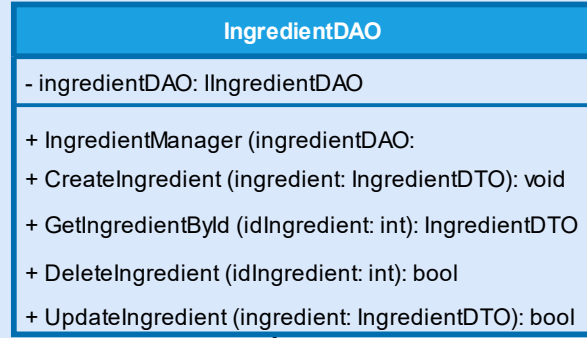 IngredientDAO
- ingredientDAO: IIngredientDAO
+ IngredientManager (ingredientDAO:
+ CreateIngredient (ingredient: IngredientDTO): void
+ GetIngredientById (idIngredient: int): IngredientDTO
+ DeleteIngredient (idIngredient: int): bool
+ UpdateIngredient (ingredient: IngredientDTO): bool